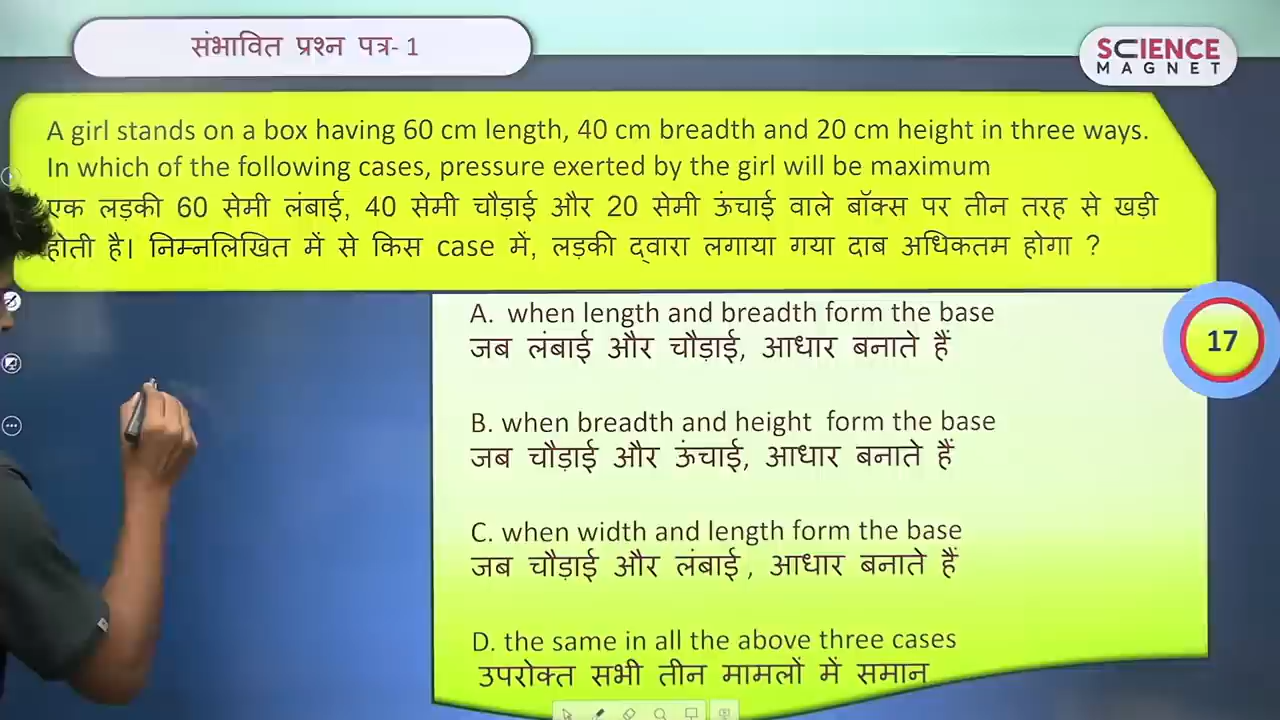 संभावित प्रश्न पत्र- 1
SCIENCE
MAGNET
A girl stands on a box having 60 cm length, 40 cm breadth and 20 cm height in three ways.
In which of the following cases, pressure exerted by the girl will be maximum
एक लड़की 60 सेमी लंबाई, 40 सेमी चौड़ाई और 20 सेमी ऊंचाई वाले बॉक्स पर तीन तरह से खड़ी
होती है। निम्नलिखित में से किस case में, लड़की द्वारा लगाया गया दाब अधिकतम होगा ?
A. when length and breadth form the base
जब लंबाई और चौड़ाई, आधार बनाते हैं
17
B. when breadth and height form the base
जब चौड़ाई और ऊंचाई, आधार बनाते हैं
C. when width and length form the base
जब चौड़ाई और लंबाई , आधार बनाते हैं
D. the same in all the above three cases
उपरोक्त सभी तीन मामलों में समान